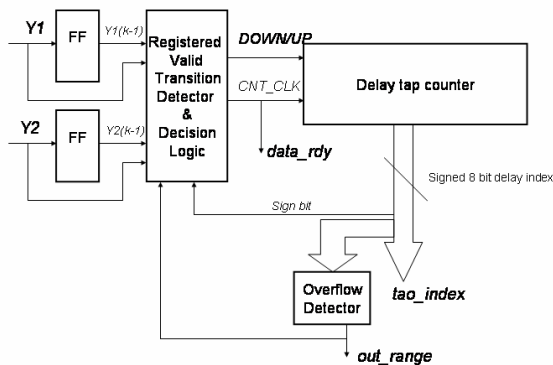 Y1
FF
Y1(k-1)
Registered
Valid
Transition
Detector
&
Decision
Logic
DOWN/UP
CNT_CLK
Delay tap counter
Y2
FF
Y2(k-1)
data_rdy
Signed 8 bit delay index
Sign bit
Overflow
Detector
tao_index
out_range